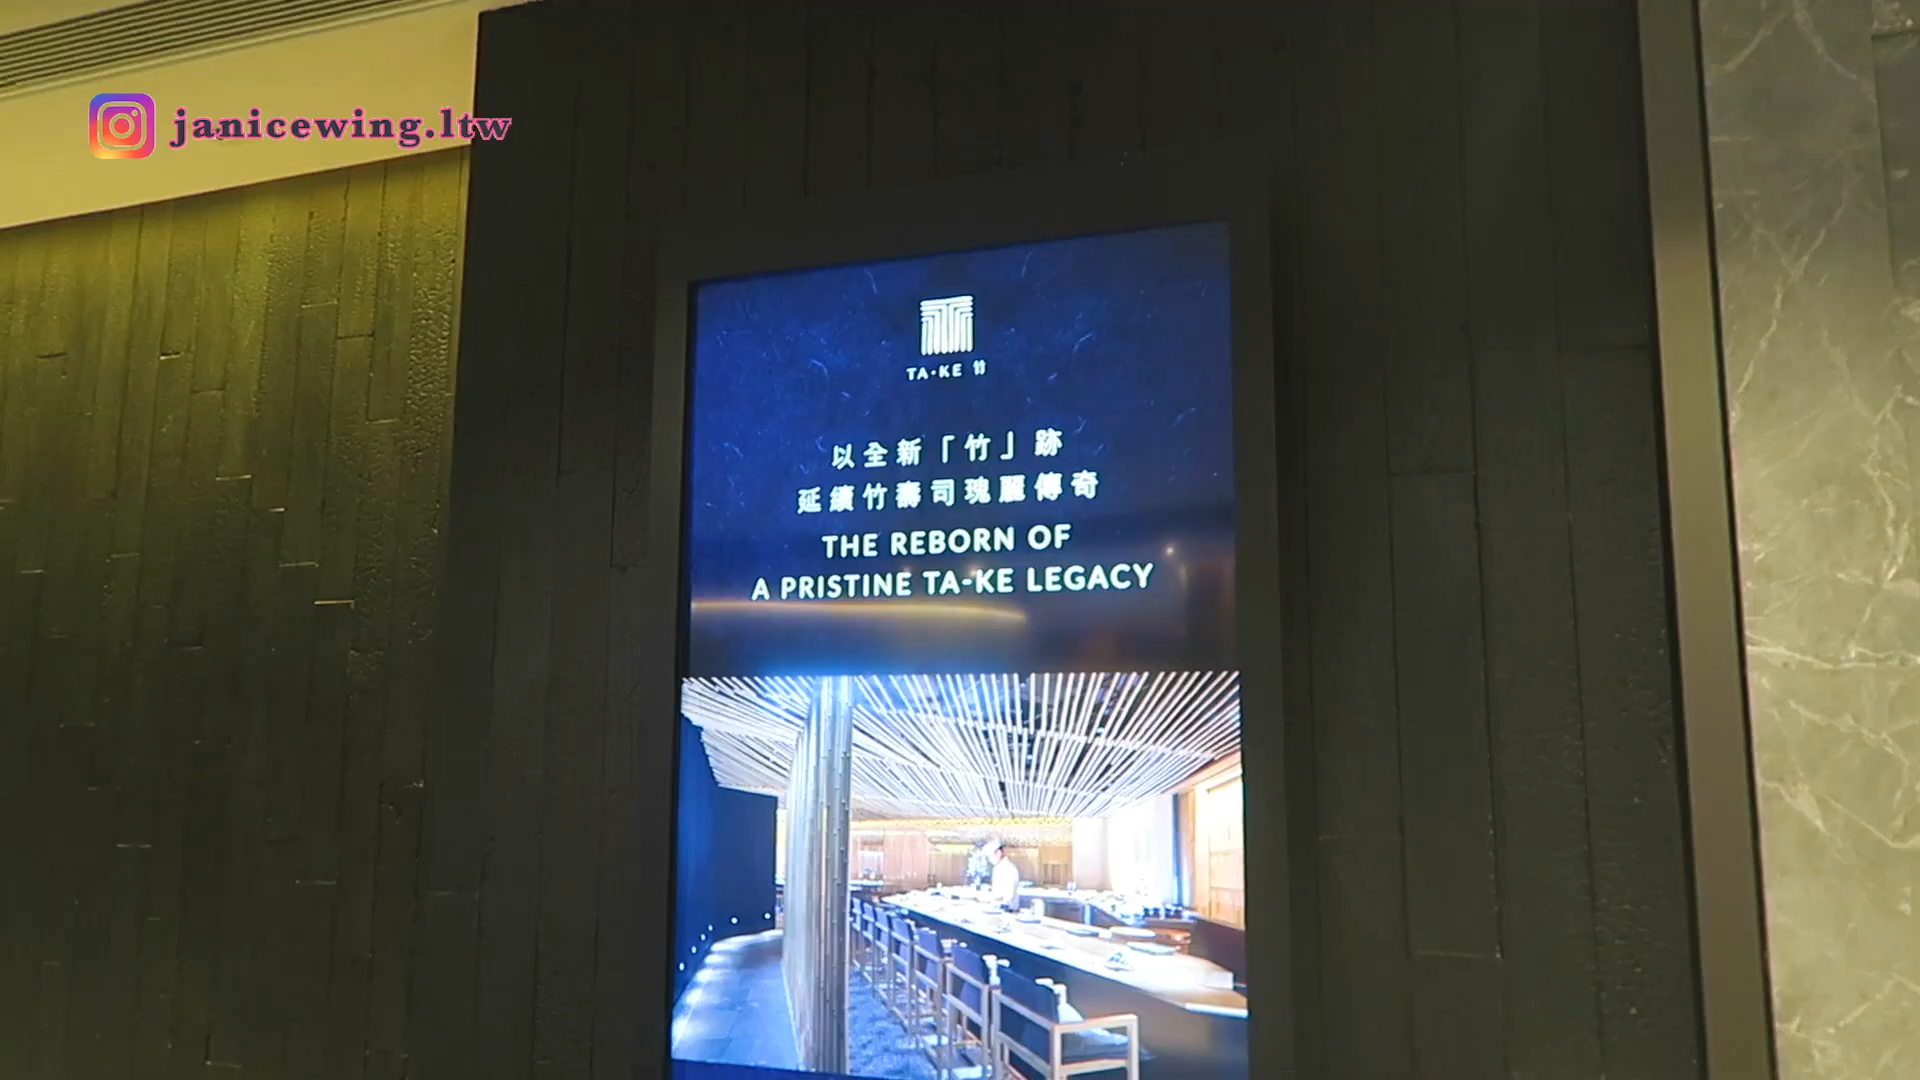 janicewing.ltw
TA·KE 竹
以全新「竹」跡
延續竹壽司瑰麗傳奇
THE REBORN OF
A PRISTINE TA-KE LEGACY